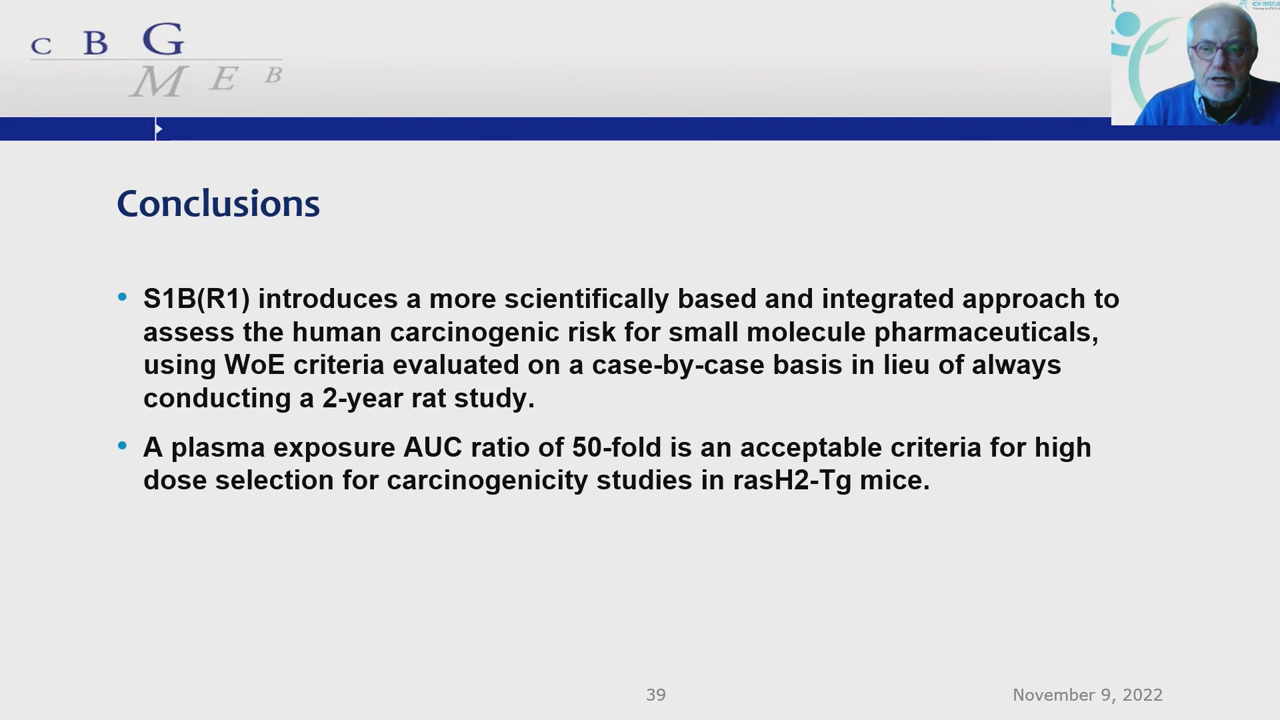 C B G
M E B
Conclusions
• S1B(R1) introduces a more scientifically based and integrated approach to
assess the human carcinogenic risk for small molecule pharmaceuticals,
using WoE criteria evaluated on a case-by-case basis in lieu of always
conducting a 2-year rat study.
• A plasma exposure AUC ratio of 50-fold is an acceptable criteria for high
dose selection for carcinogenicity studies in rasH2-Tg mice.
39
November 9, 2022